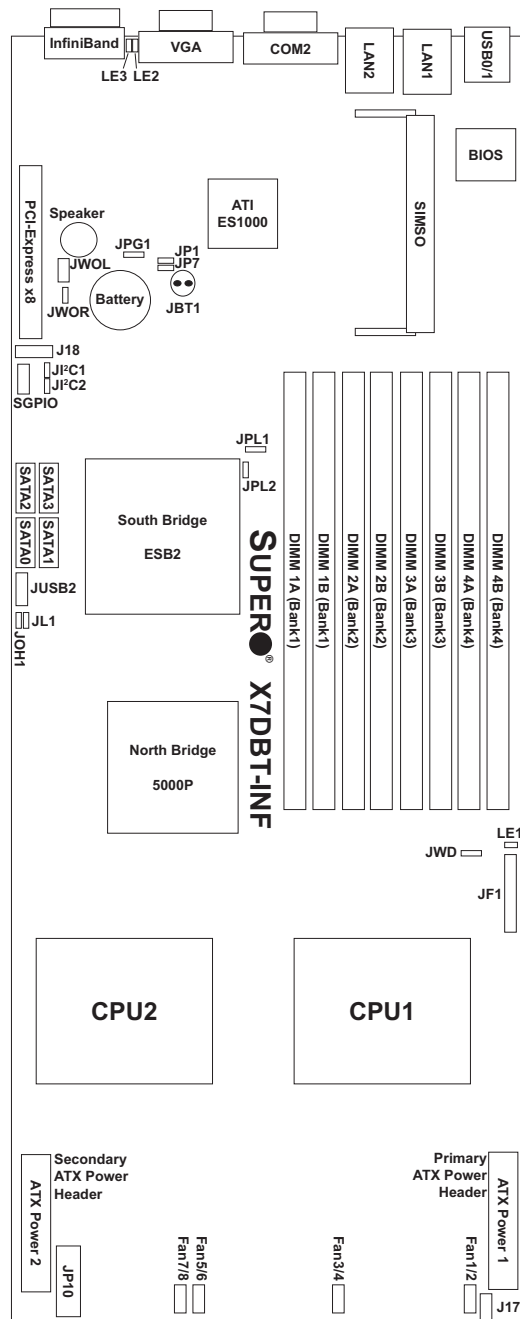 InfiniBand
VGA
COM2
LAN2
LAN1
USB0/1
LE3 LE2
BIOS
ATI
ES1000
SIMSO
PCI-Express x8
Speaker
JPG1
JP1
JP7
JWOL
Battery
JWOR
JBT1
J18
JI²C1
JI²C2
SGPIO
JPL1
JPL2
SATA2
SATA3
SATA0
SATA1
South Bridge
ESB2
JUSB2
JL1
JOH1
SUPER® X7DBT-INF
DIMM 1A (Bank1)
DIMM 1B (Bank1)
DIMM 2A (Bank2)
DIMM 2B (Bank2)
DIMM 3A (Bank3)
DIMM 3B (Bank3)
DIMM 4A (Bank4)
DIMM 4B (Bank4)
North Bridge
5000P
LE1
JWD
JF1
CPU2
CPU1
Secondary
ATX Power
Header
ATX Power 2
Primary
ATX Power
Header
ATX Power 1
JP10
Fan7/8
Fan5/6
Fan3/4
Fan1/2
J17